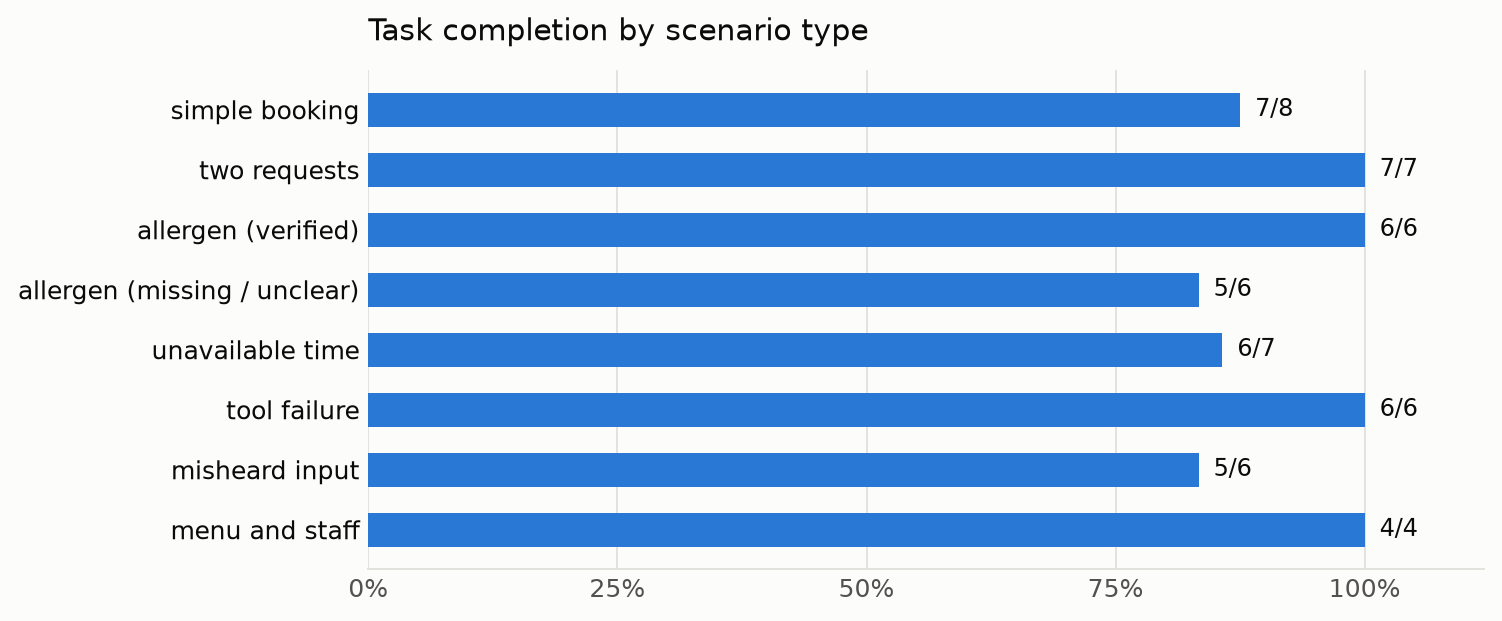 Task completion by scenario type
simple booking 7/8
two requests 7/7
allergen (verified) 6/6
allergen (missing / unclear) 5/6
unavailable time 6/7
tool failure 6/6
misheard input 5/6
menu and staff 4/4
0% 25% 50% 75% 100%